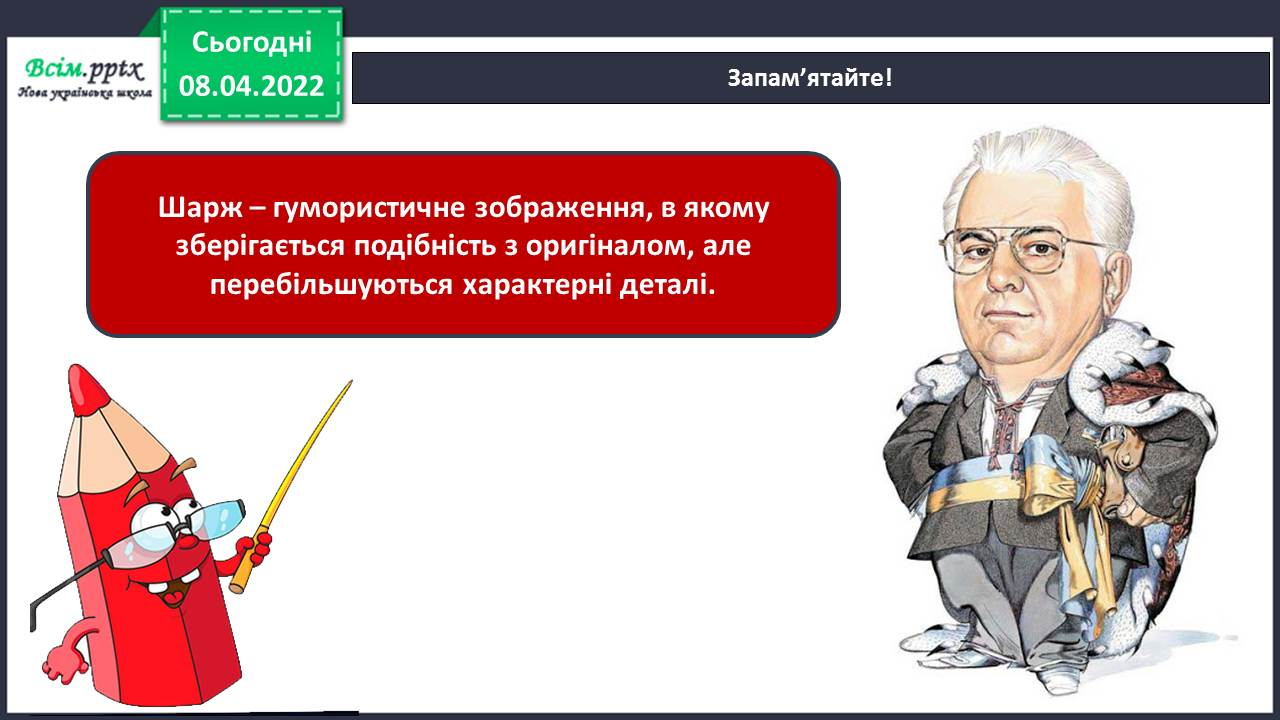 Сьогодні
08.04.2022
Всім.pptx
Нова українська школа
Запам’ятайте!
Шарж – гумористичне зображення, в якому
зберігається подібність з оригіналом, але
перебільшуються характерні деталі.